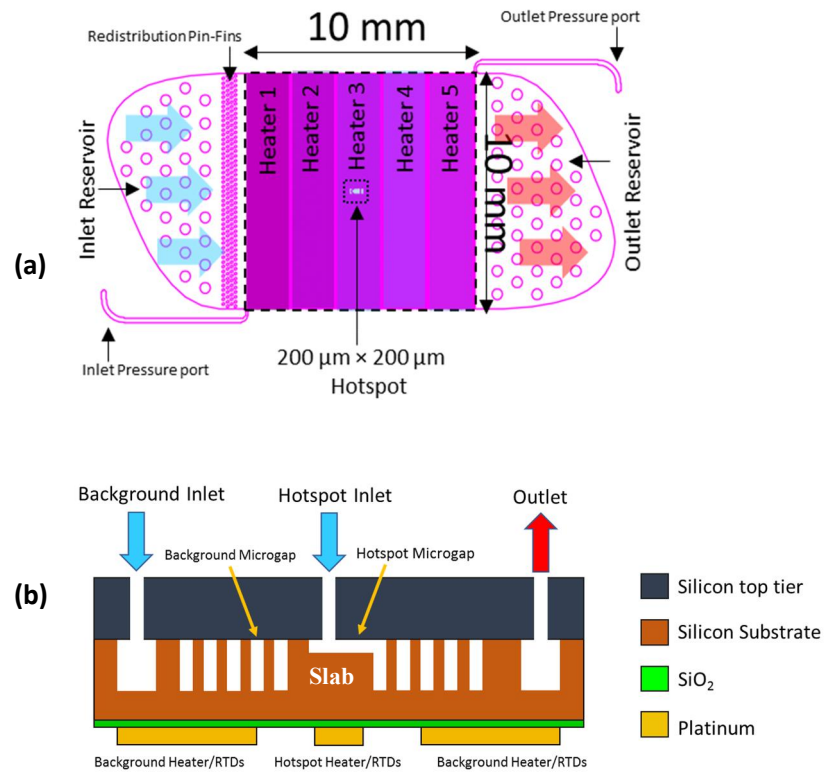 Redistribution Pin-Fins
10 mm
Outlet Pressure port
Inlet Reservoir
Heater 1
Heater 2
Heater 3
Heater 4
Heater 5
10 mm
Outlet Reservoir
(a)
Inlet Pressure port
200 μm × 200 μm
Hotspot
Background Inlet
Hotspot Inlet
Outlet
Background Microgap
Hotspot Microgap
(b)
Slab
Silicon top tier
Silicon Substrate
SiO₂
Platinum
Background Heater/RTDs
Hotspot Heater/RTDs
Background Heater/RTDs